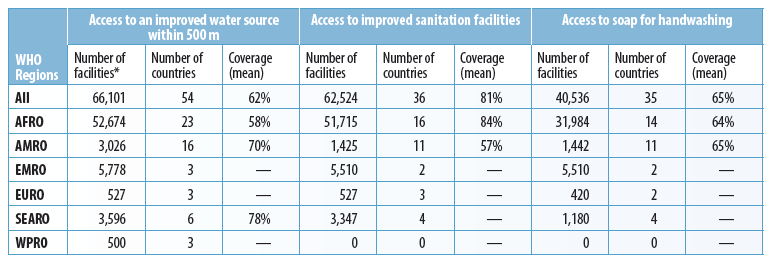 Access to an improved water source within 500 m Access to improved sanitation facilities Access to soap for handwashing
WHO Regions Number of facilities* Number of countries Coverage (mean) Number of facilities Number of countries Coverage (mean) Number of facilities Number of countries Coverage (mean)
All 66,101 54 62% 62,524 36 81% 40,536 35 65%
AFRO 52,674 23 58% 51,715 16 84% 31,984 14 64%
AMRO 3,026 16 70% 1,425 11 57% 1,442 11 65%
EMRO 5,778 3 — 5,510 2 — 5,510 2 —
EURO 527 3 — 527 3 — 420 2 —
SEARO 3,596 6 78% 3,347 4 — 1,180 4 —
WPRO 500 3 — 0 0 — 0 0 —